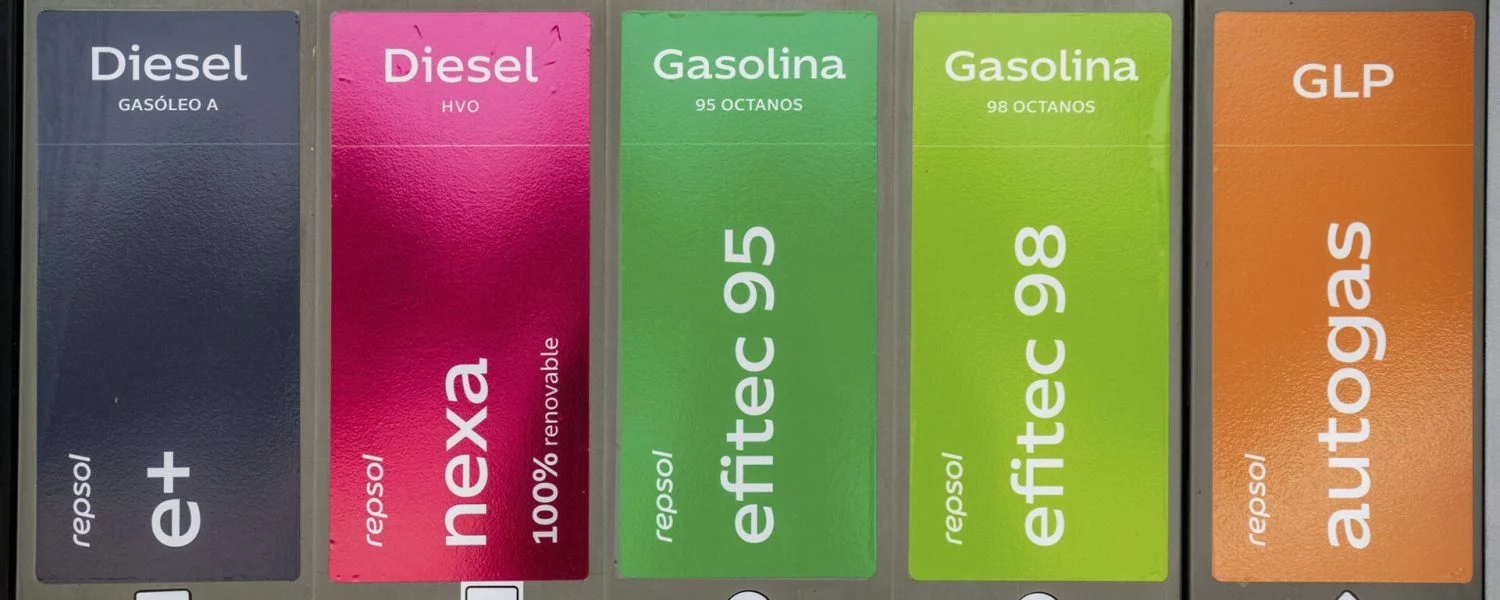 Diesel
GASÓLEO A
repsol
e+
Diesel
HVO
repsol
nexa
100% renovable
Gasolina
95 OCTANOS
repsol
efitec 95
Gasolina
98 OCTANOS
repsol
efitec 98
GLP
repsol
autogas